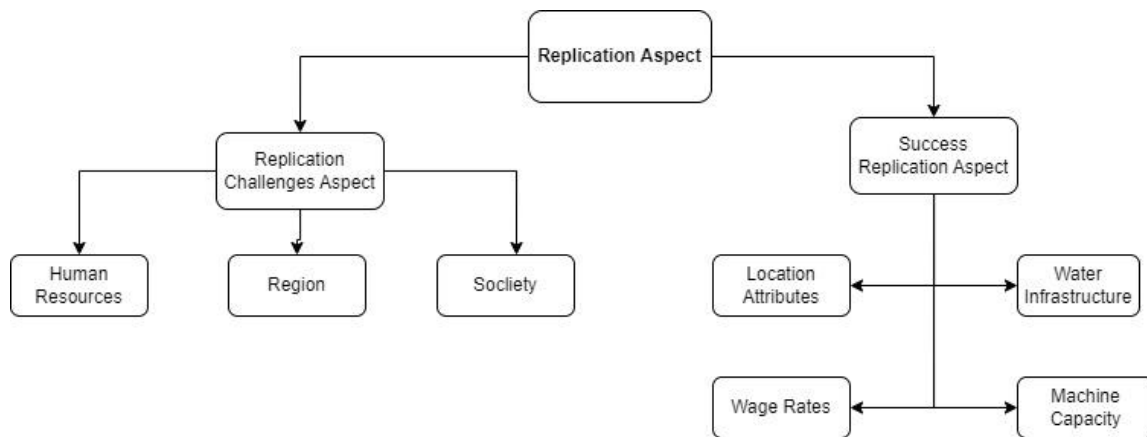 Replication Aspect
Replication
Challenges Aspect
Success
Replication Aspect
Human
Resources
Region
Socliety
Location
Attributes
Water
Infrastructure
Wage Rates
Machine
Capacity